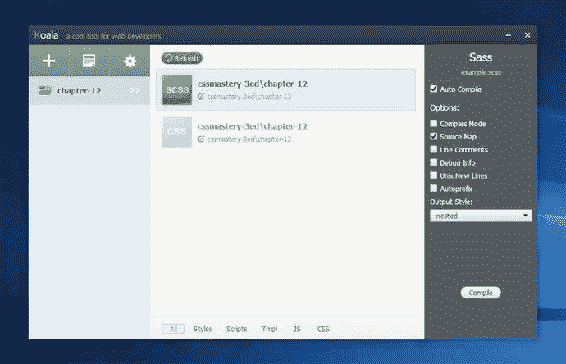 Koala a cool tool for web developers
Refresh
chapter-12
SCSS
cssmastery-3ed\chapter-12
cssmastery-3ed\chapter-12
CSS
cssmastery-3ed\chapter-12
cssmastery-3ed\chapter-12
All Styles Scripts Tmpl JS CSS
Sass
example.scss
Auto Compile
Options:
Compass Mode
Source Map
Line Comments
Debug Info
Unix New Lines
Autoprefix
Output Style:
nested
Compile